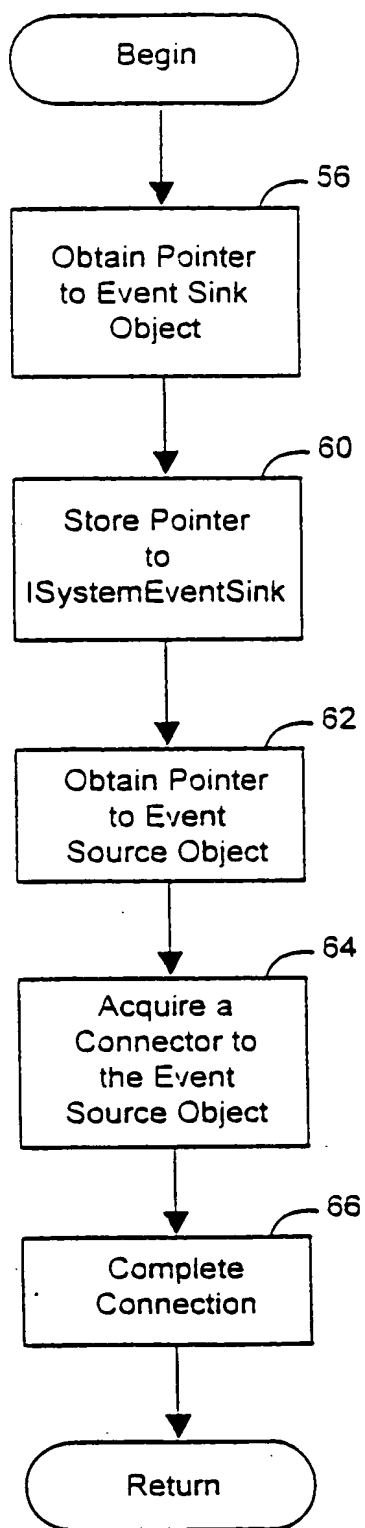 Begin
56
Obtain Pointer
to Event Sink
Object
60
Store Pointer
to
ISystemEventSink
62
Obtain Pointer
to Event
Source Object
64
Acquire a
Connector to
the Event
Source Object
66
Complete
Connection
Return